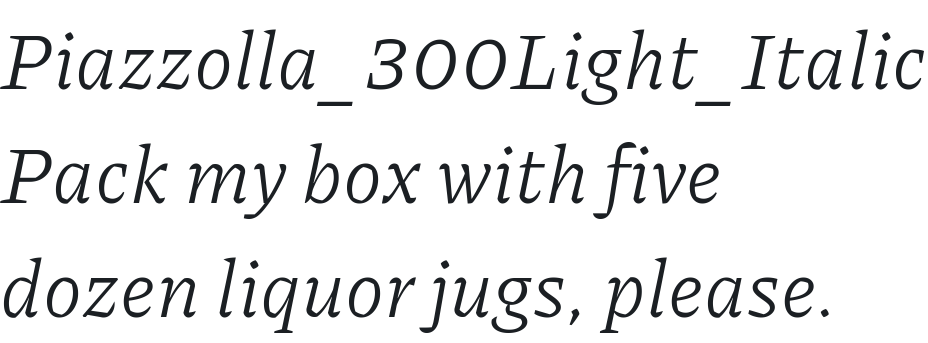 Piazzolla_300Light_Italic
Pack my box with five
dozen liquor jugs, please.